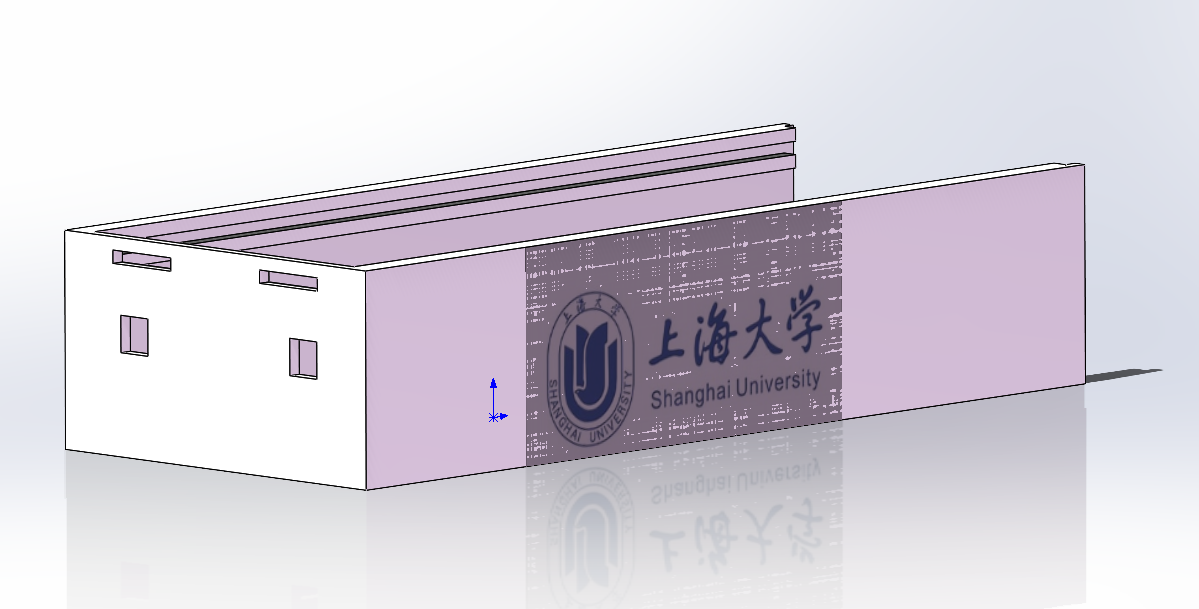 上海大学
SHANGHAI UNIVERSITY
上海大学
Shanghai University